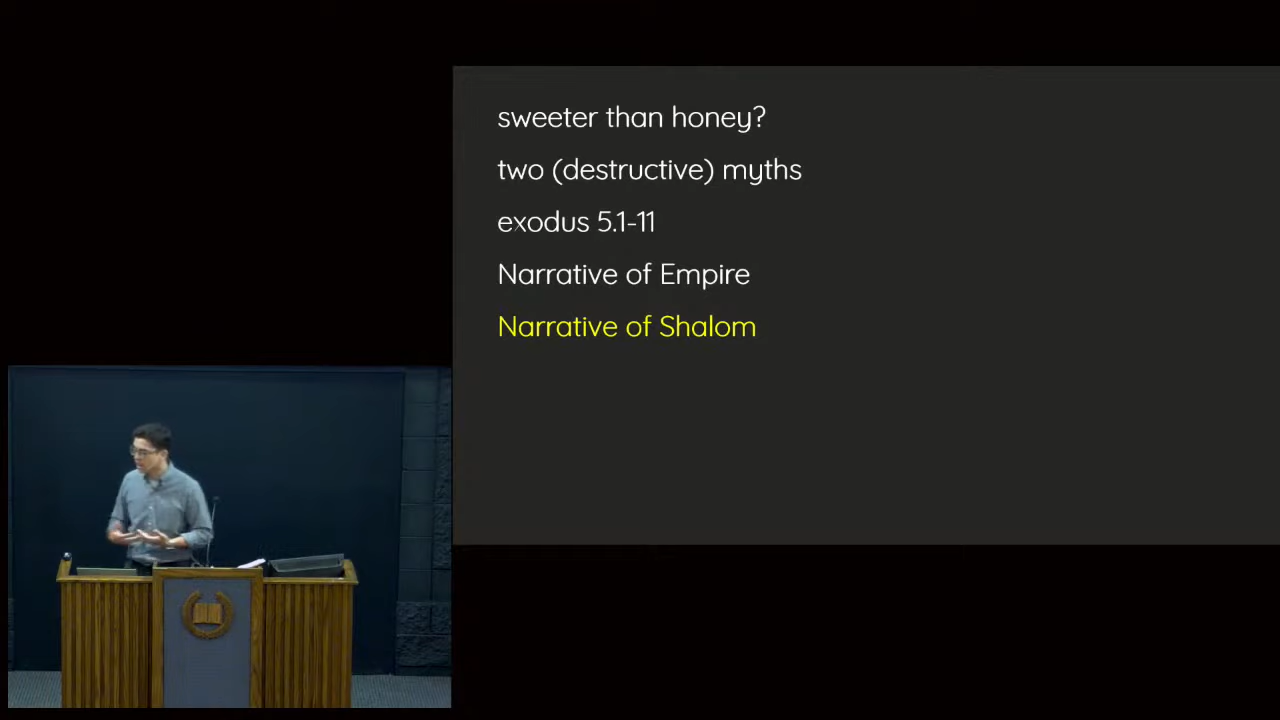 sweeter than honey?
two (destructive) myths
exodus 5.1-11
Narrative of Empire
Narrative of Shalom